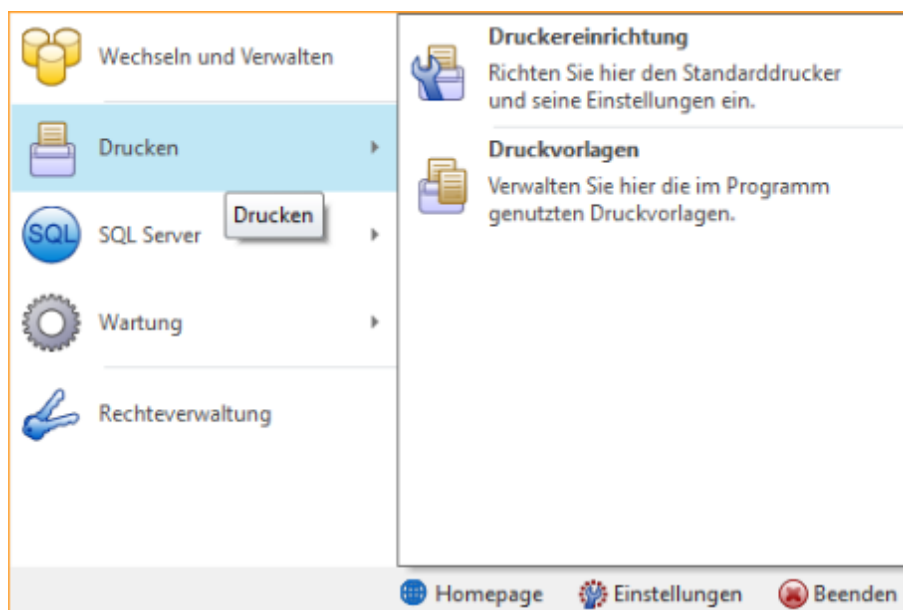 Wechseln und Verwalten
Drucken
Drucken
SQL
SQL Server
Wartung
Rechteverwaltung
Druckereinrichtung
Richten Sie hier den Standarddrucker
und seine Einstellungen ein.
Druckvorlagen
Verwalten Sie hier die im Programm
genutzten Druckvorlagen.
Homepage
Einstellungen
Beenden